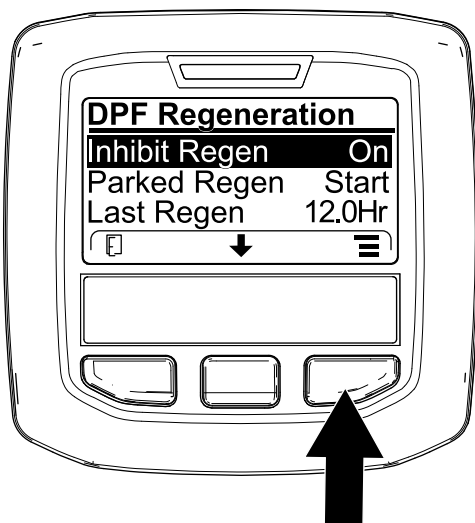 DPF Regeneration
Inhibit Regen On
Parked Regen Start
Last Regen 12.0Hr